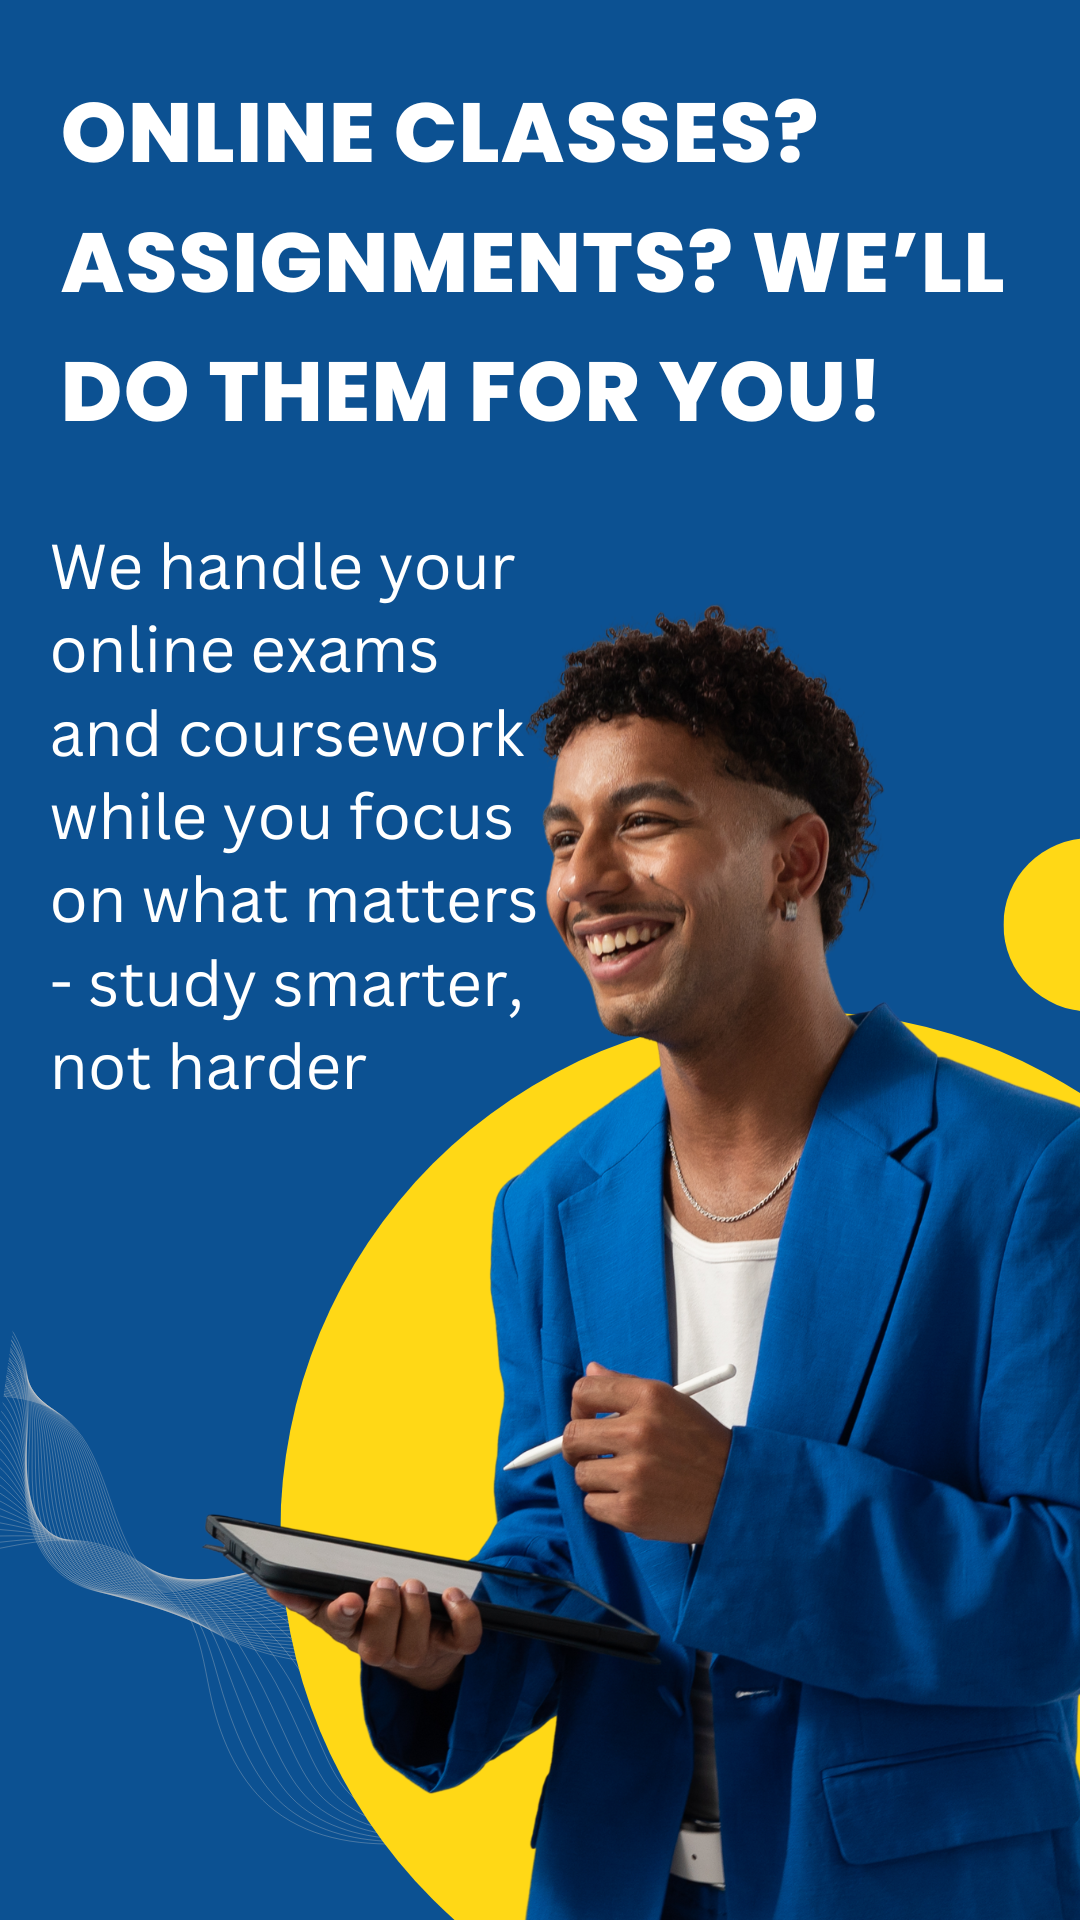 ONLINE CLASSES?
ASSIGNMENTS? WE’LL
DO THEM FOR YOU!
We handle your
online exams
and coursework
while you focus
on what matters
- study smarter,
not harder